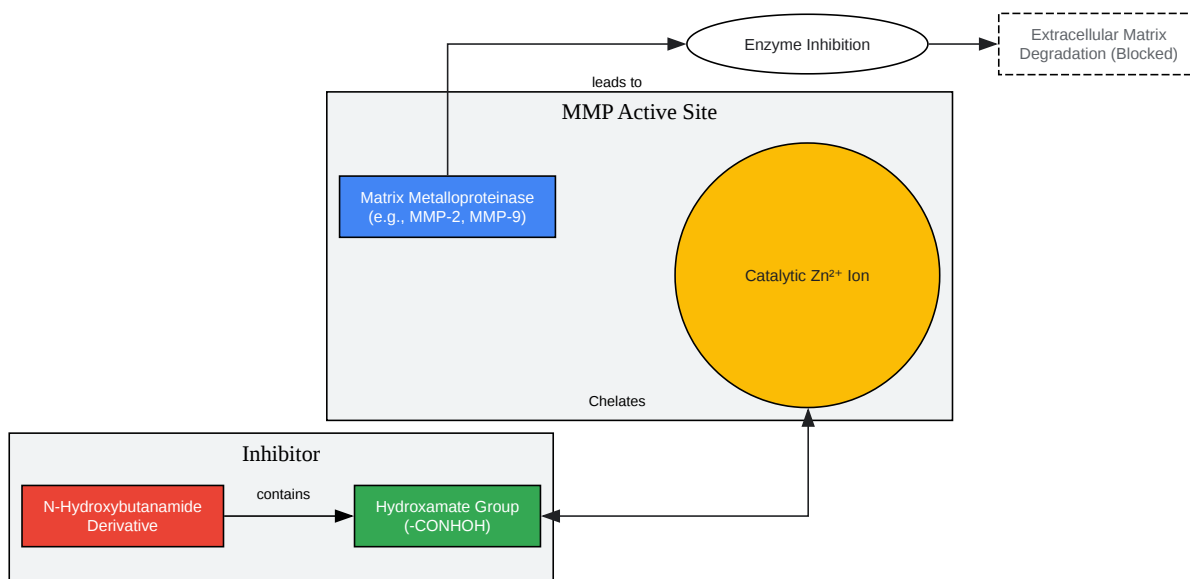 Enzyme Inhibition
Extracellular Matrix
Degradation (Blocked)
leads to
MMP Active Site
Matrix Metalloproteinase
(e.g., MMP-2, MMP-9)
Catalytic Zn²⁺ Ion
Chelates
Inhibitor
N-Hydroxybutanamide
Derivative
contains
Hydroxamate Group
(-CONHOH)